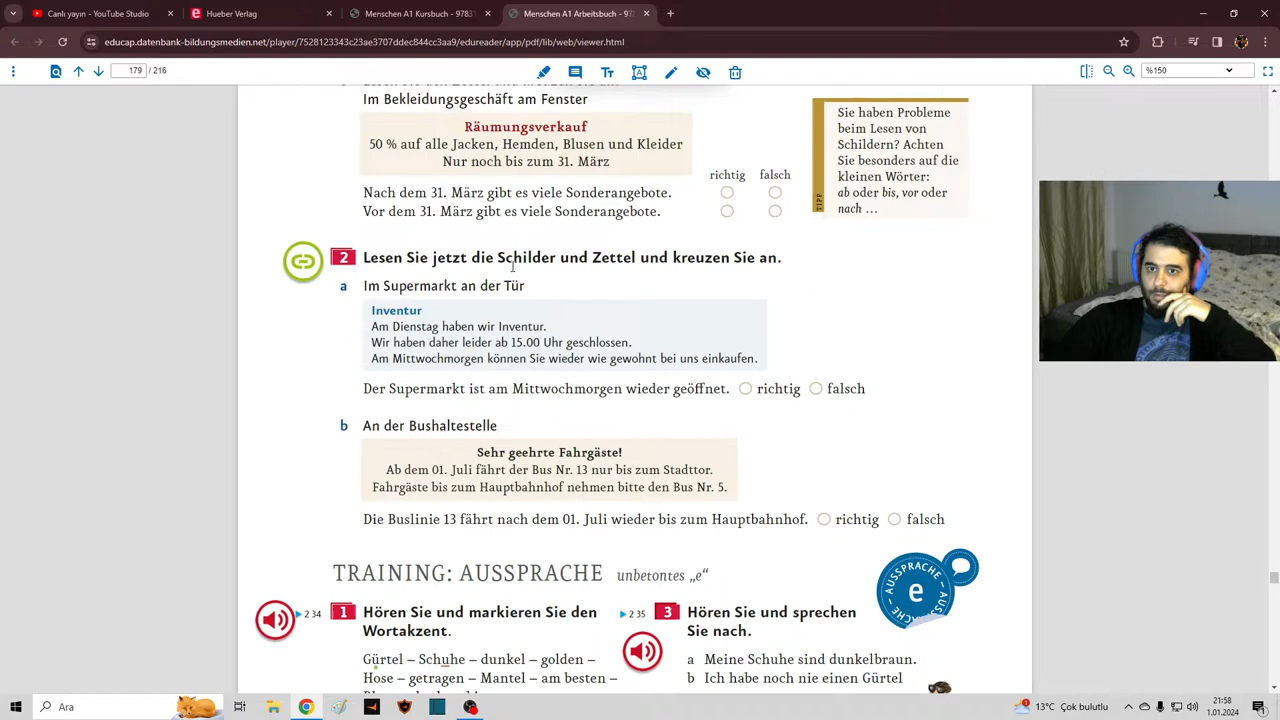 Canlı yayın - YouTube Studio
Hueber Verlag
Menschen A1 Kursbuch - 9783
Menschen A1 Arbeitsbuch - 978
educap.datenbank-bildungsmedien.net/player/7528123343c23ae3707ddec844cc3aa9/edureader/app/pdf/lib/web/viewer.html
179 / 216
%150
Im Bekleidungsgeschäft am Fenster
Räumungsverkauf
50 % auf alle Jacken, Hemden, Blusen und Kleider
Nur noch bis zum 31. März
richtig falsch
Nach dem 31. März gibt es viele Sonderangebote.
Vor dem 31. März gibt es viele Sonderangebote.
TIPP
Sie haben Probleme
beim Lesen von
Schildern? Achten
Sie besonders auf die
kleinen Wörter:
ab oder bis, vor oder
nach …
2 Lesen Sie jetzt die Schilder und Zettel und kreuzen Sie an.
a Im Supermarkt an der Tür
Inventur
Am Dienstag haben wir Inventur.
Wir haben daher leider ab 15.00 Uhr geschlossen.
Am Mittwochmorgen können Sie wieder wie gewohnt bei uns einkaufen.
Der Supermarkt ist am Mittwochmorgen wieder geöffnet. richtig falsch
b An der Bushaltestelle
Sehr geehrte Fahrgäste!
Ab dem 01. Juli fährt der Bus Nr. 13 nur bis zum Stadttor.
Fahrgäste bis zum Hauptbahnhof nehmen bitte den Bus Nr. 5.
Die Buslinie 13 fährt nach dem 01. Juli wieder bis zum Hauptbahnhof. richtig falsch
TRAINING: AUSSPRACHE unbetontes „e“
AUSSPRACHE – AUSSPRACHE –
e
2 34 1 Hören Sie und markieren Sie den
Wortakzent.
Gürtel – Schuhe – dunkel – golden –
Hose – getragen – Mantel – am besten –
2 35 3 Hören Sie und sprechen
Sie nach.
a Meine Schuhe sind dunkelbraun.
b Ich habe noch nie einen Gürtel
Ara
13°C Çok bulutlu
21:58
1.01.2024